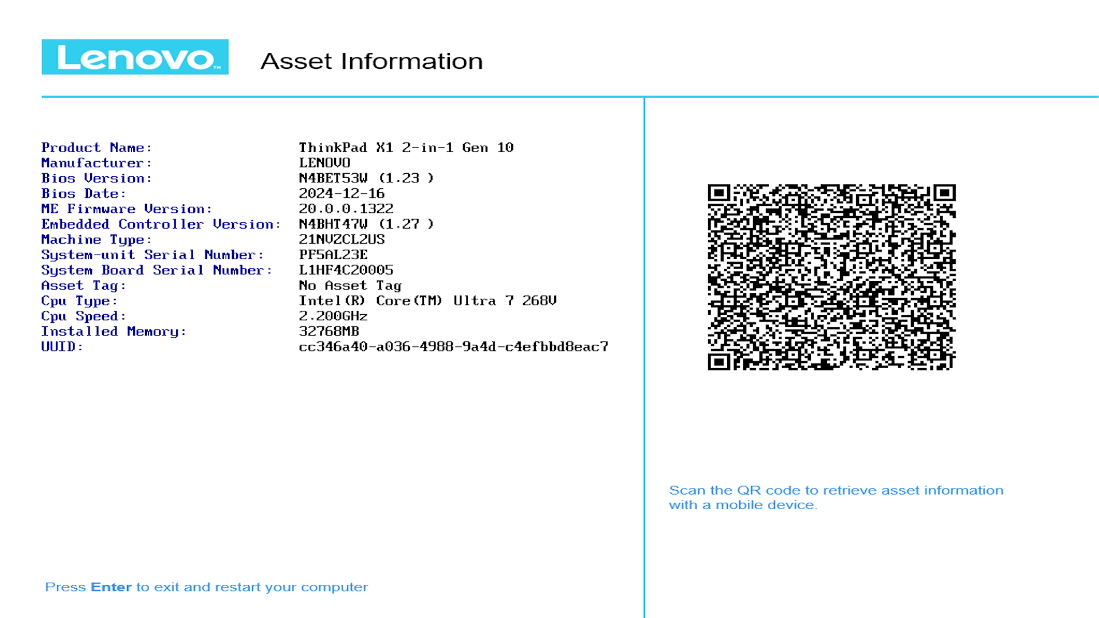 Lenovo™ Asset Information
Product Name: ThinkPad X1 2-in-1 Gen 10
Manufacturer: LENOVO
Bios Version: N4BET53W (1.23 )
Bios Date: 2024-12-16
ME Firmware Version: 20.0.0.1322
Embedded Controller Version: N4BHT47W (1.27 )
Machine Type: 21NVZCL2US
System-unit Serial Number: PF5AL23E
System Board Serial Number: L1HF4C20005
Asset Tag: No Asset Tag
Cpu Type: Intel(R) Core(TM) Ultra 7 268V
Cpu Speed: 2.200GHz
Installed Memory: 32768MB
UUID: cc346a40-a036-4988-9a4d-c4efbbd8eac7
Scan the QR code to retrieve asset information
with a mobile device.
Press Enter to exit and restart your computer